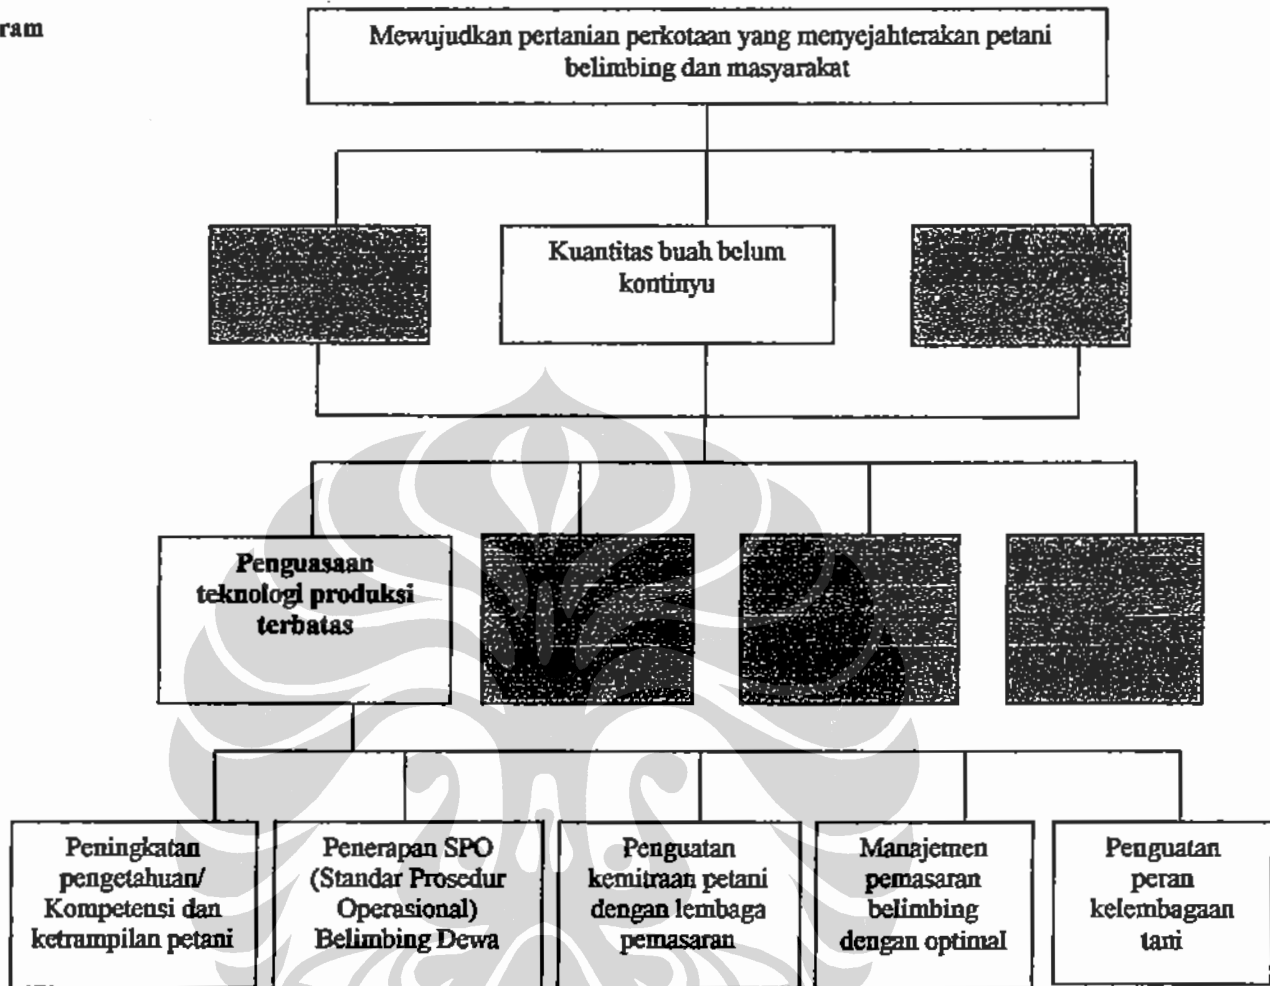 ram
Mewujudkan pertanian perkotaan yang menyejahterakan petani
belimbing dan masyarakat
Kuantitas buah belum
kontinyu
Penguasaan
teknologi produksi
terbatas
Peningkatan
pengetahuan/
Kompetensi dan
ketrampilan petani
Penerapan SPO
(Standar Prosedur
Operasional)
Belimbing Dewa
Penguatan
kemitraan petani
dengan lembaga
pemasaran
Manajemen
pemasaran
belimbing
dengan optimal
Penguatan
peran
kelembagaan
tani